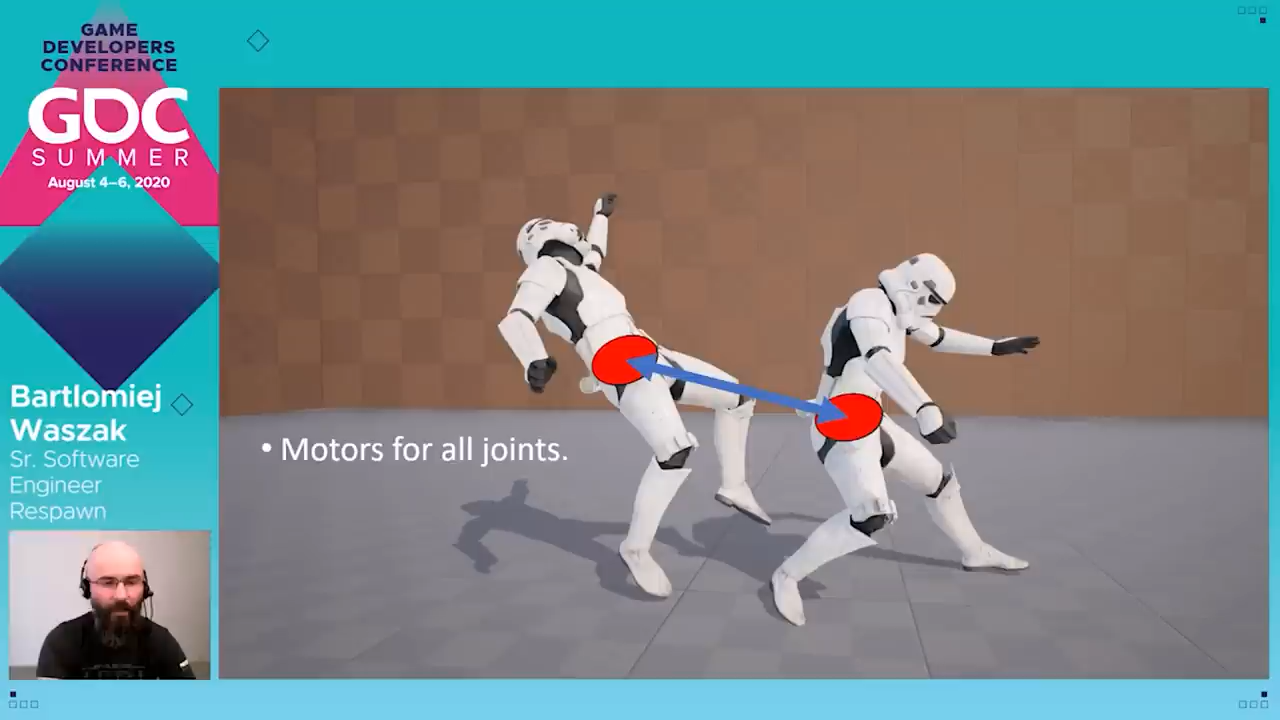 GAME
DEVELOPERS
CONFERENCE
GDC
SUMMER
August 4–6, 2020
Bartlomiej
Waszak
Sr. Software
Engineer
Respawn
• Motors for all joints.